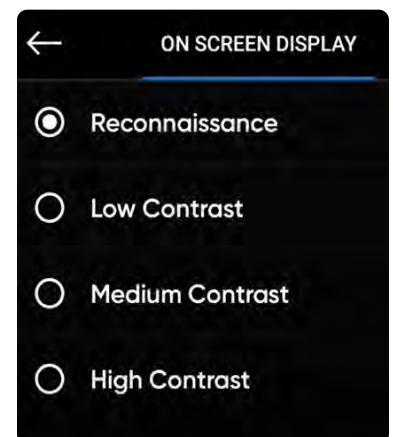 ON SCREEN DISPLAY
Reconnaissance
Low Contrast
Medium Contrast
High Contrast